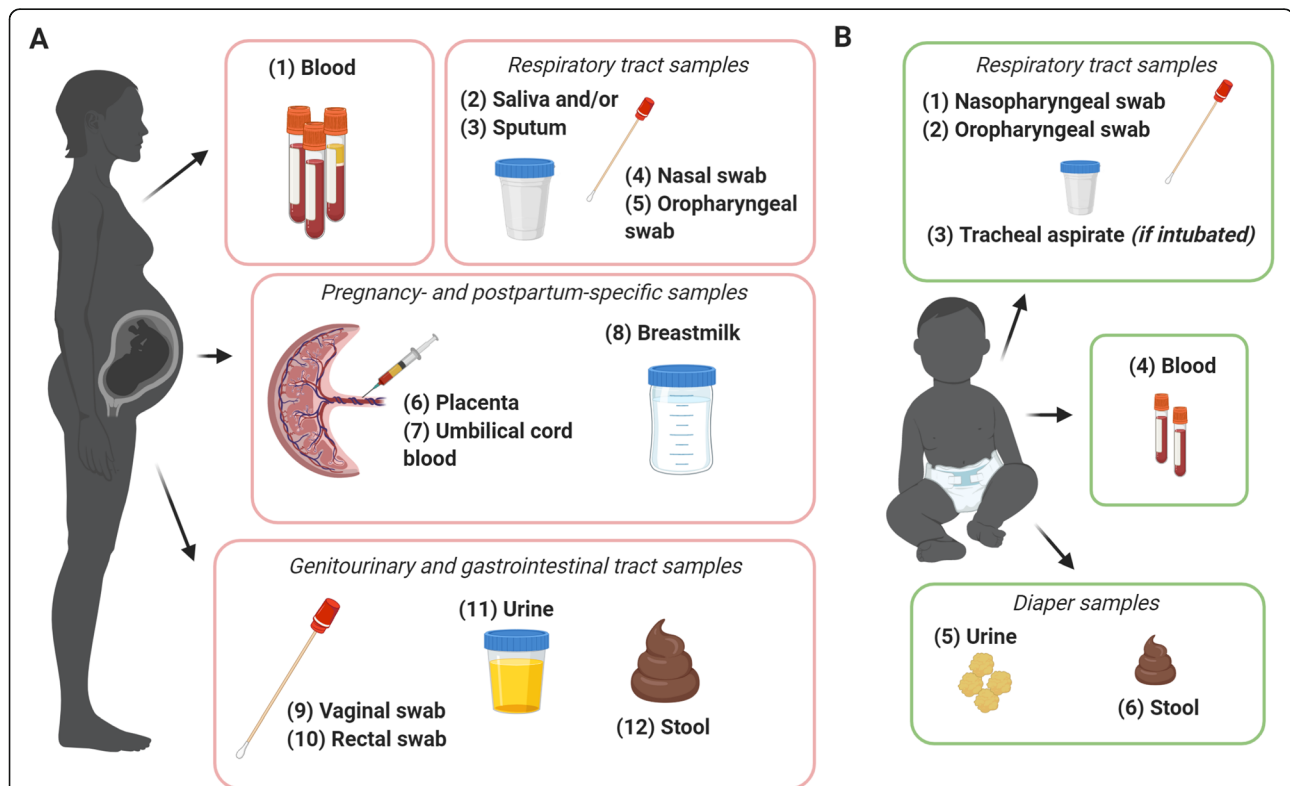 A
(1) Blood
Respiratory tract samples
(2) Saliva and/or
(3) Sputum
(4) Nasal swab
(5) Oropharyngeal
swab
Pregnancy- and postpartum-specific samples
(6) Placenta
(7) Umbilical cord
blood
(8) Breastmilk
Genitourinary and gastrointestinal tract samples
(9) Vaginal swab
(10) Rectal swab
(11) Urine
(12) Stool
B
Respiratory tract samples
(1) Nasopharyngeal swab
(2) Oropharyngeal swab
(3) Tracheal aspirate (if intubated)
(4) Blood
Diaper samples
(5) Urine
(6) Stool